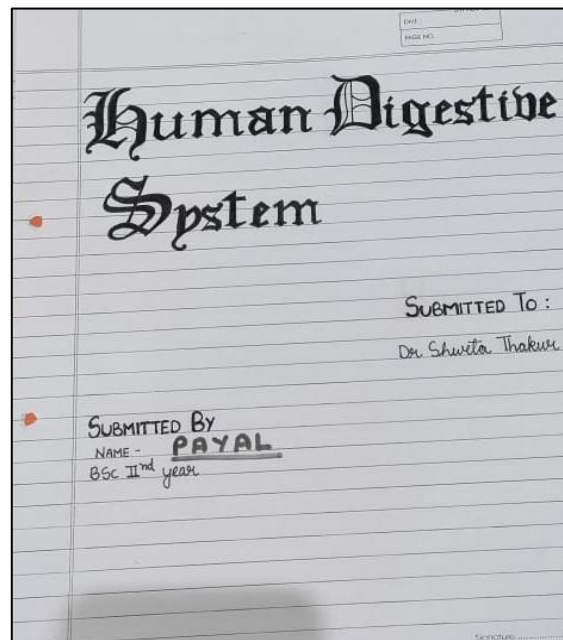 DATE:
PAGE NO.
Human Digestive
System
SUBMITTED TO :
Dr Shweta Thakur
SUBMITTED BY
NAME - PAYAL
BSc IInd year
Signature